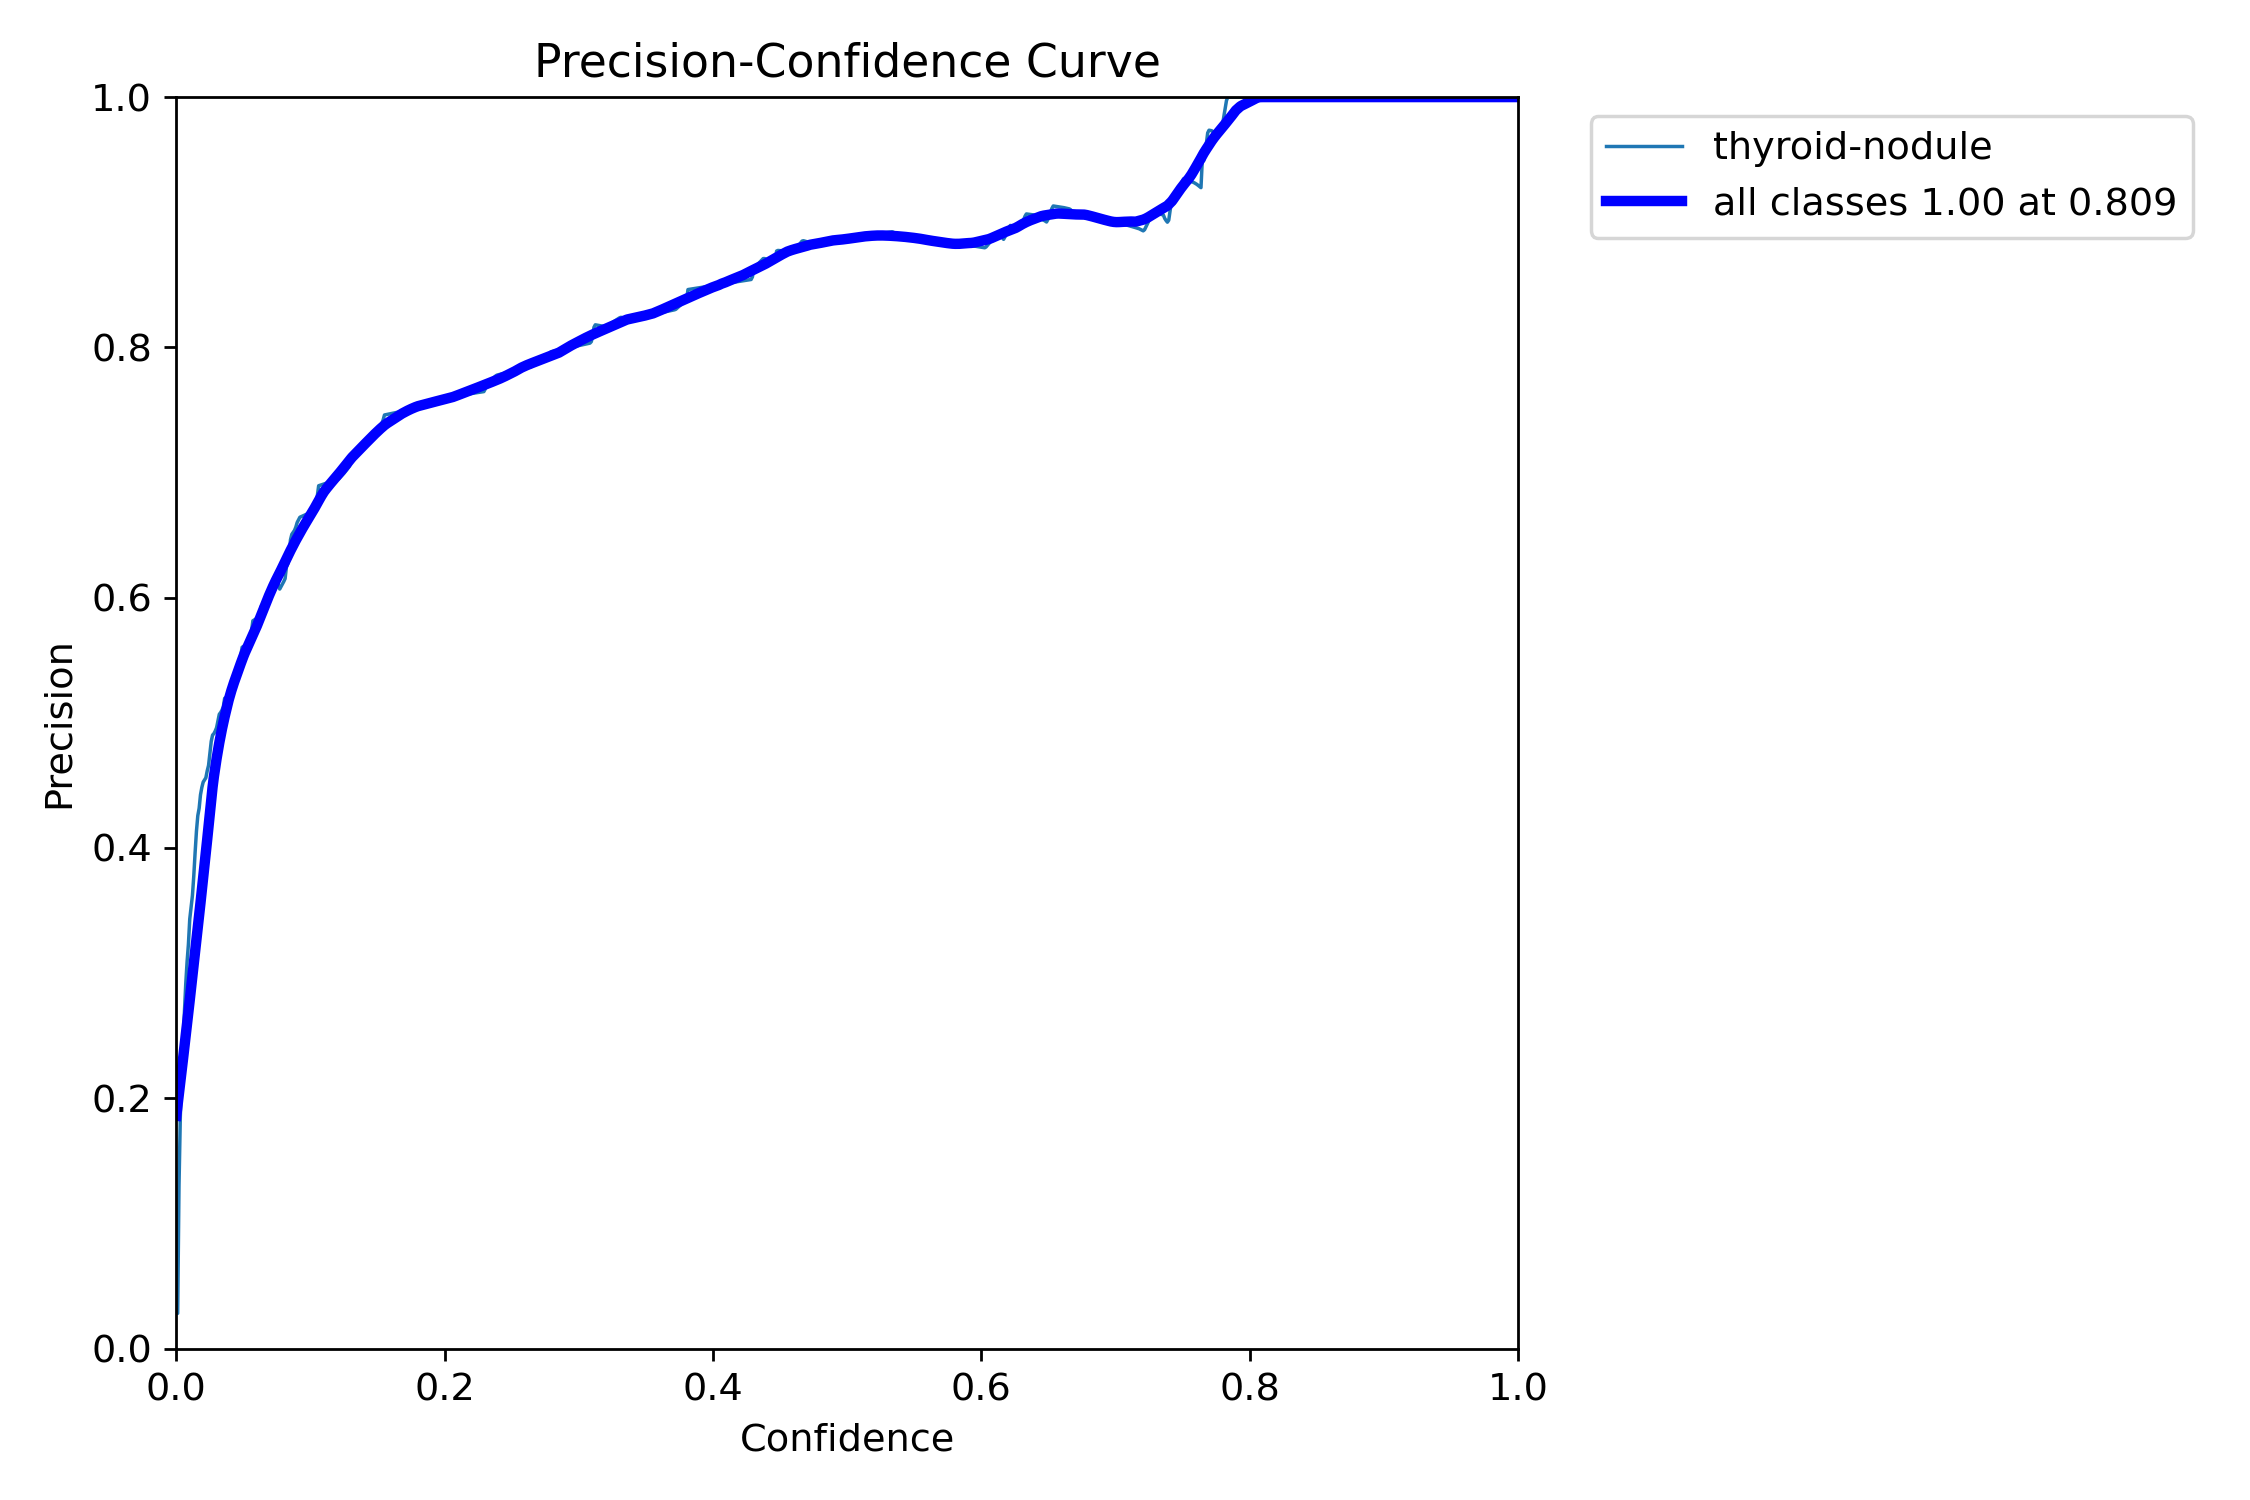 Precision-Confidence Curve
1.0
0.8
0.6
0.4
0.2
0.0
Precision
0.0 0.2 0.4 0.6 0.8 1.0
Confidence
thyroid-nodule
all classes 1.00 at 0.809